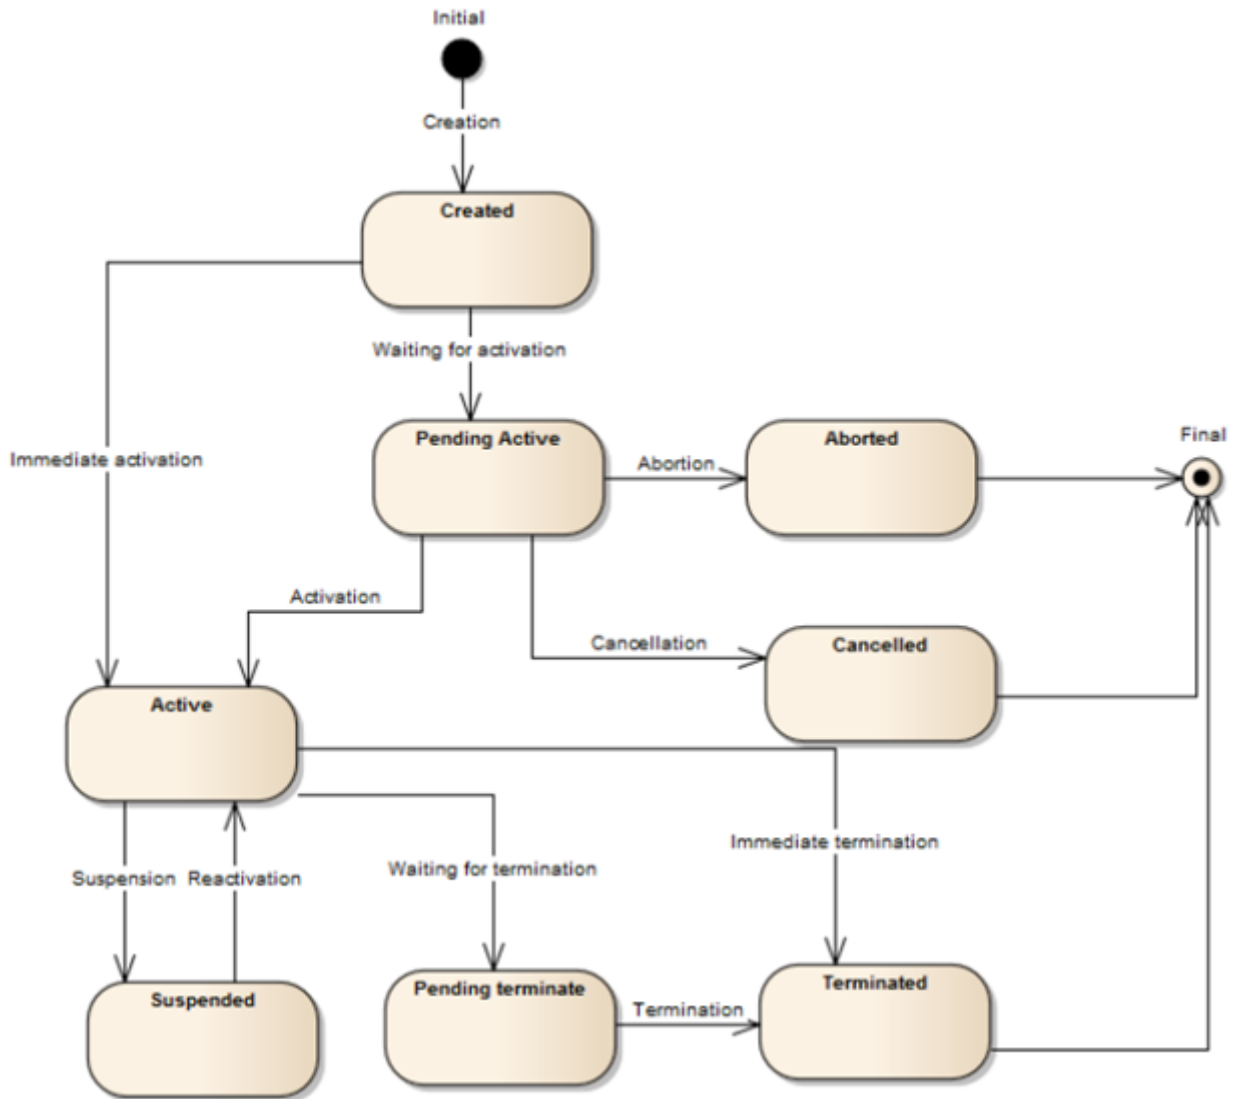 Initial
Creation
Created
Waiting for activation
Pending Active
Aborted
Final
Immediate activation
Abortion
Activation
Cancellation
Cancelled
Active
Immediate termination
Waiting for termination
Suspension
Reactivation
Suspended
Pending terminate
Terminated
Termination